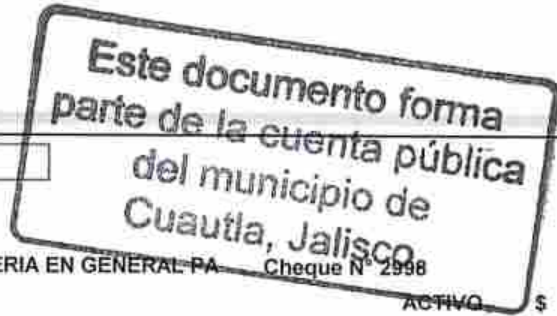 Este documento forma
parte de la cuenta pública
del municipio de
Cuautla, Jalisco
ERIA EN GENERAL PA Cheque N° 2998
ACTIVO $